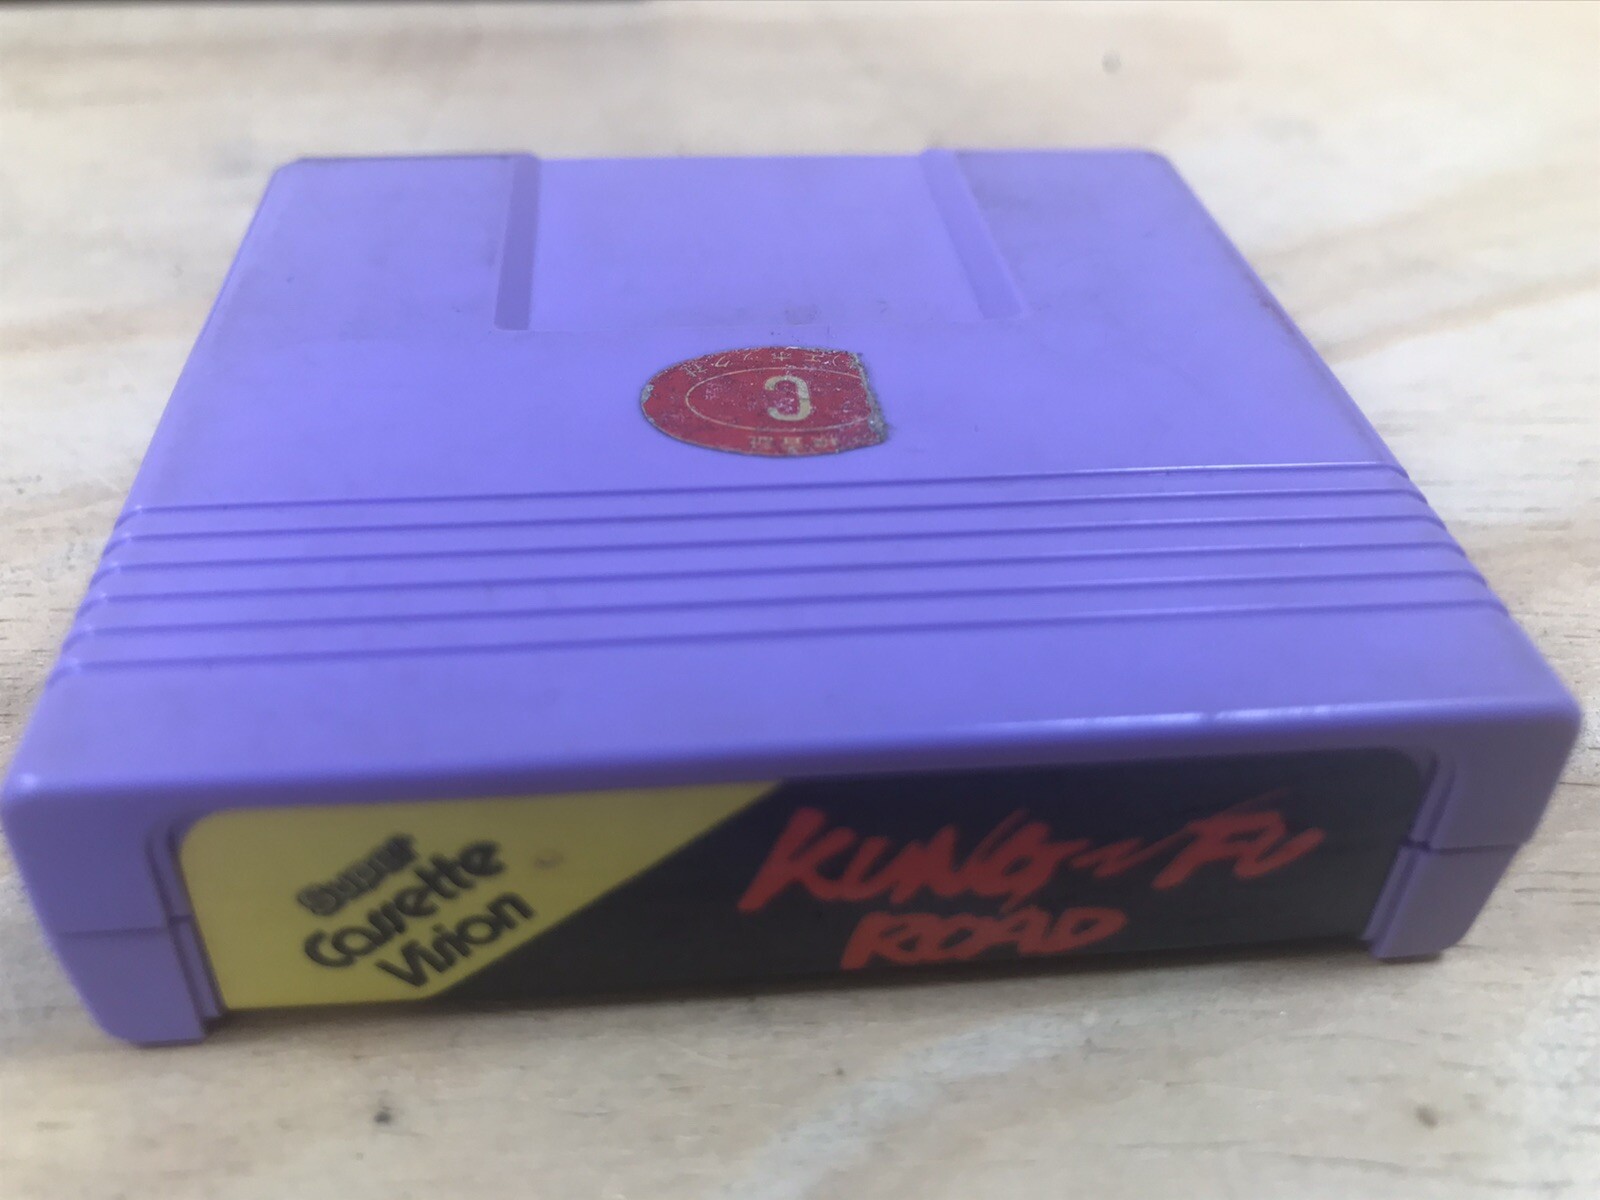 C
Super
Cassette
Vision
KUNG-FU
ROAD